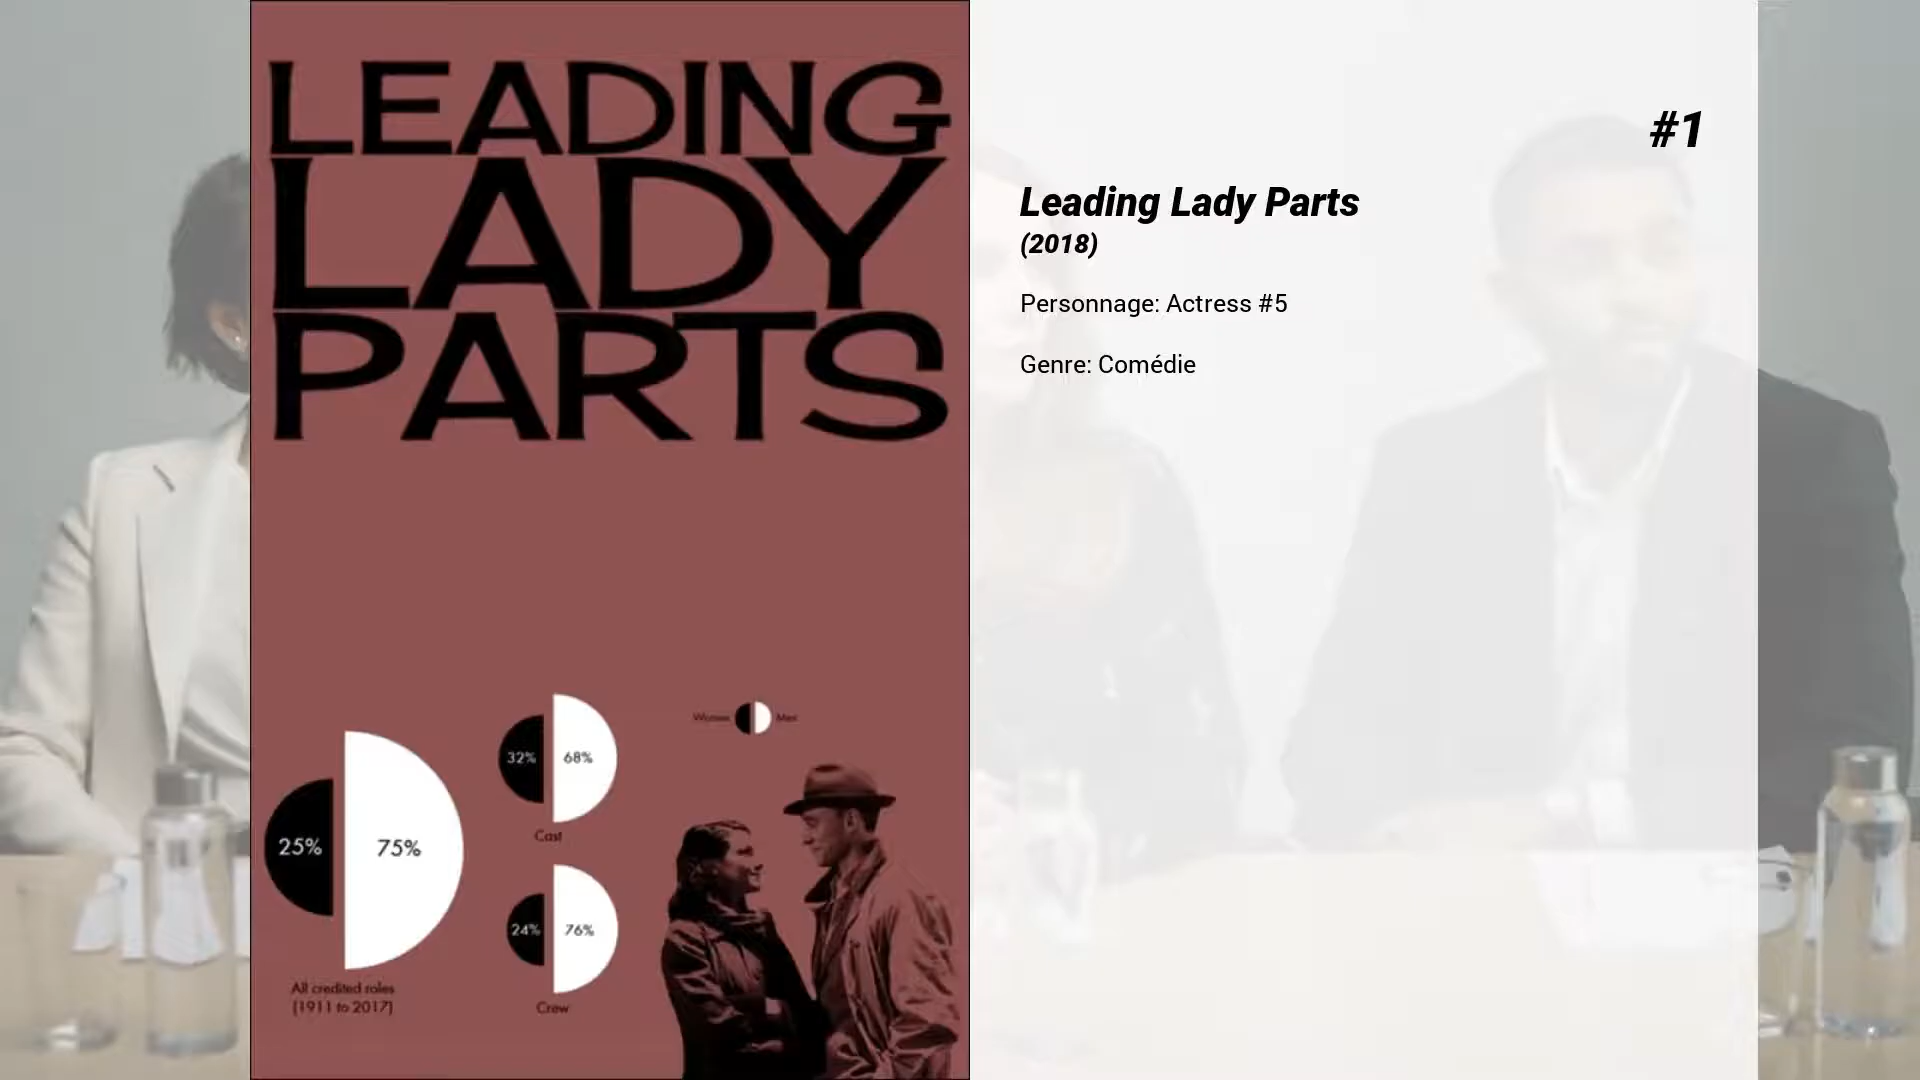 LEADING
LADY
PARTS
#1
Leading Lady Parts
(2018)
Personnage: Actress #5
Genre: Comédie
Women
Men
32%
68%
Cast
25%
75%
24%
76%
All credited roles
(1911 to 2017)
Crew